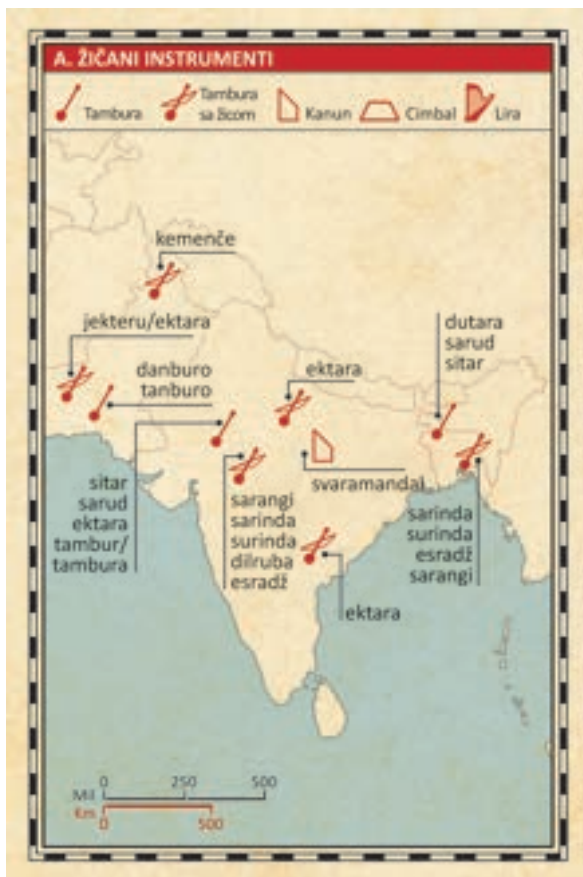 A. ŽIČANI INSTRUMENTI
Tambura
Tambura
sa žicom
Kanun
Cimbal
Lira
kemenče
jekteru/ektara
danburo
tanburo
ektara
dutara
sarud
sitar
sitar
sarud
ektara
tambur/
tambura
sarangi
sarinda
surinda
dilruba
esradž
svaramandal
sarinda
surinda
esradž
sarangi
ektara
0 250 500
Mil
Km
0 500